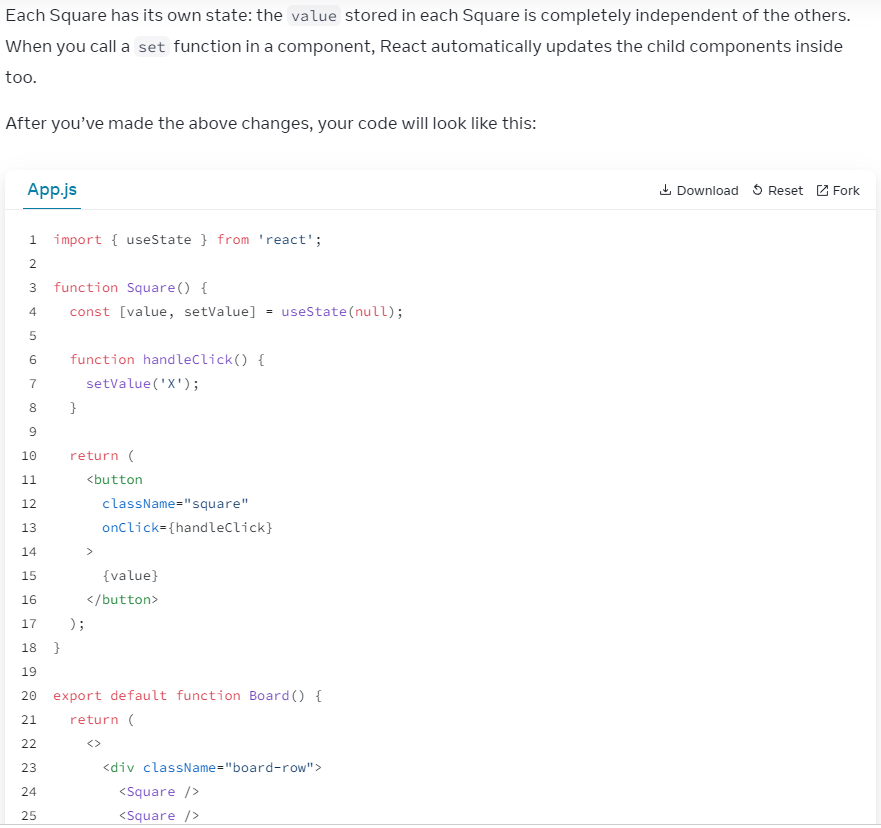 Each Square has its own state: the value stored in each Square is completely independent of the others.
When you call a set function in a component, React automatically updates the child components inside
too.
After you’ve made the above changes, your code will look like this:
App.js Download Reset Fork
1 import { useState } from 'react';
2
3 function Square() {
4   const [value, setValue] = useState(null);
5
6   function handleClick() {
7     setValue('X');
8   }
9
10   return (
11     <button
12       className="square"
13       onClick={handleClick}
14     >
15       {value}
16     </button>
17   );
18 }
19
20 export default function Board() {
21   return (
22     <>
23       <div className="board-row">
24         <Square />
25         <Square />